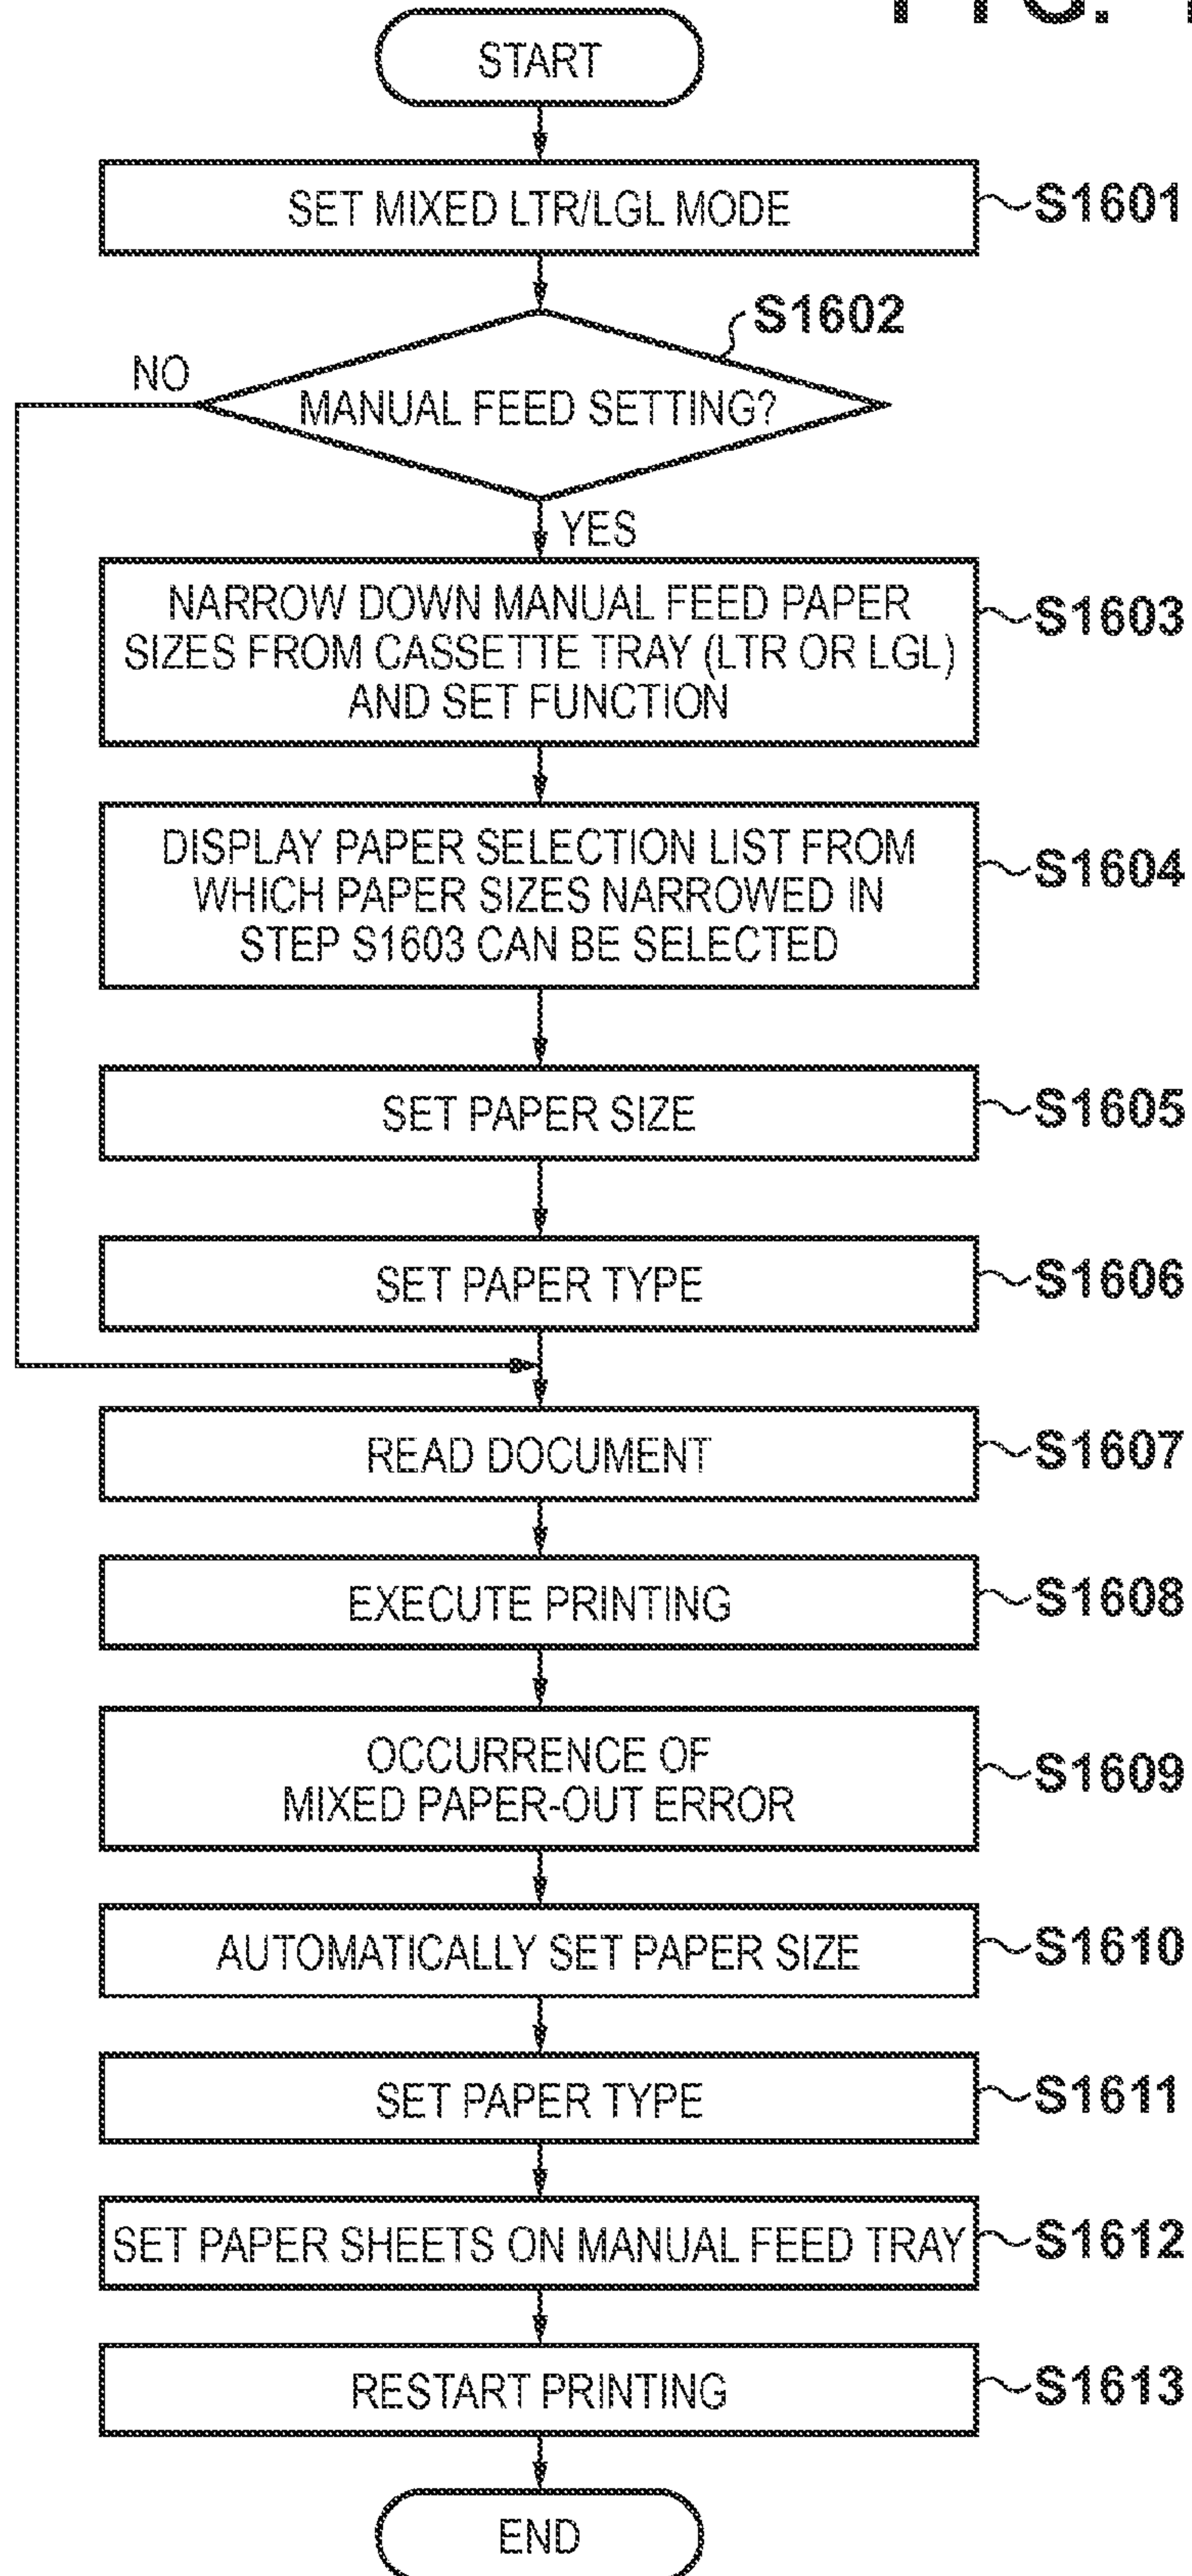 START
SET MIXED LTR/LGL MODE
S1601
S1602
NO
MANUAL FEED SETTING?
YES
NARROW DOWN MANUAL FEED PAPER
SIZES FROM CASSETTE TRAY (LTR OR LGL)
AND SET FUNCTION
S1603
DISPLAY PAPER SELECTION LIST FROM
WHICH PAPER SIZES NARROWED IN
STEP S1603 CAN BE SELECTED
S1604
SET PAPER SIZE
S1605
SET PAPER TYPE
S1606
READ DOCUMENT
S1607
EXECUTE PRINTING
S1608
OCCURRENCE OF
MIXED PAPER-OUT ERROR
S1609
AUTOMATICALLY SET PAPER SIZE
S1610
SET PAPER TYPE
S1611
SET PAPER SHEETS ON MANUAL FEED TRAY
S1612
RESTART PRINTING
S1613
END